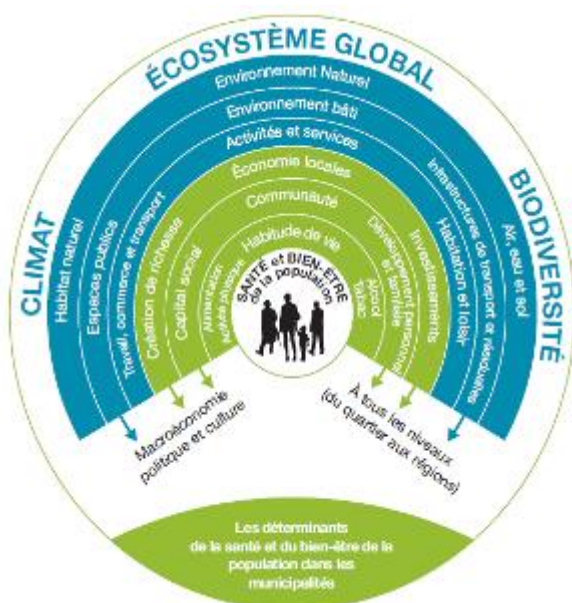 ÉCOSYSTÈME GLOBAL
CLIMAT
BIODIVERSITÉ
Environnement Naturel
Habitat naturel
Air, eau et sol
Environnement bâti
Espaces publics
Infrastructures de transport et résiduaires
Activités et services
Travail, commerce et transport
Habitation et loisir
Économie locales
Création de richesse
Investissements
Communauté
Capital social
Développement personnel
et familale
Habitude de vie
Alimentation
Activité physique
Alcool
Tabac
SANTÉ et BIEN-ÊTRE
de la population
Macroéconomie
politique et culture
À tous les niveaux
(du quartier aux régions)
Les déterminants
de la santé et du bien-être de la
population dans les
municipalités